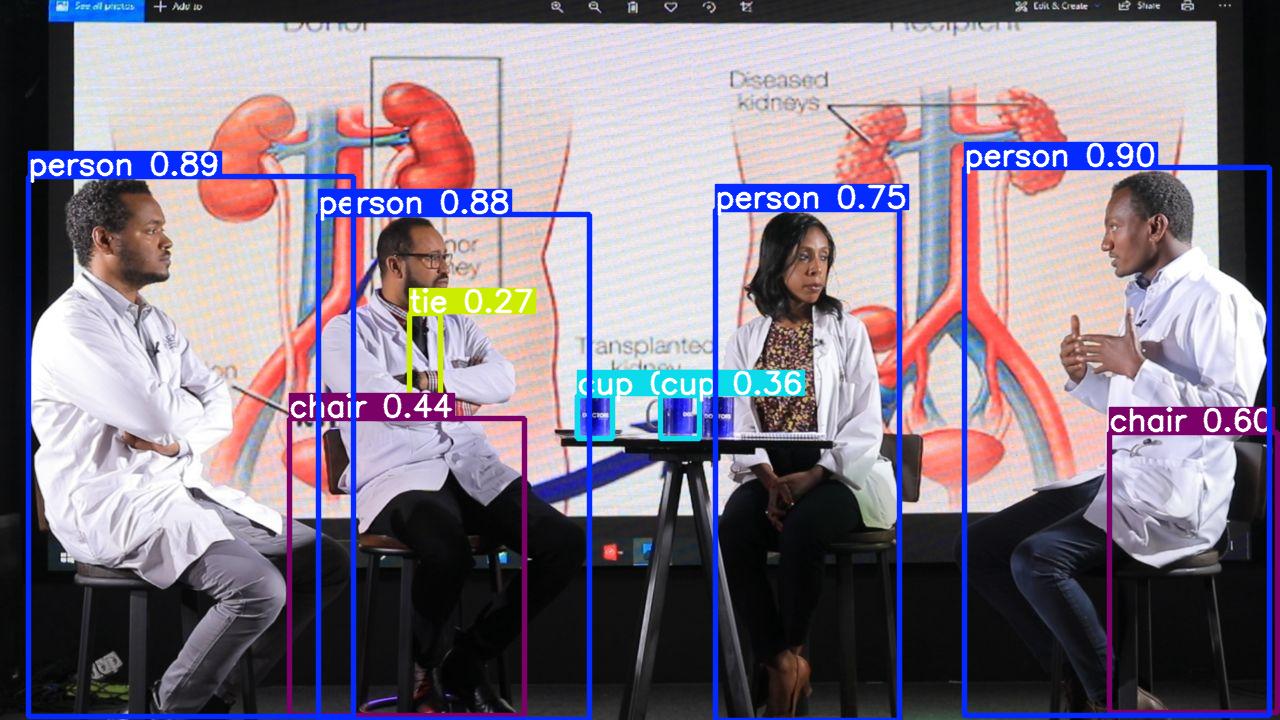 See all photos
Add to
Edit & Create
Share
Donor
Recipient
Diseased
kidneys
person 0.89
person 0.88
person 0.75
person 0.90
tie 0.27
Transplanted
kidney
cup
cup 0.36
chair 0.44
chair 0.60
DOCTORS
DOCTORS